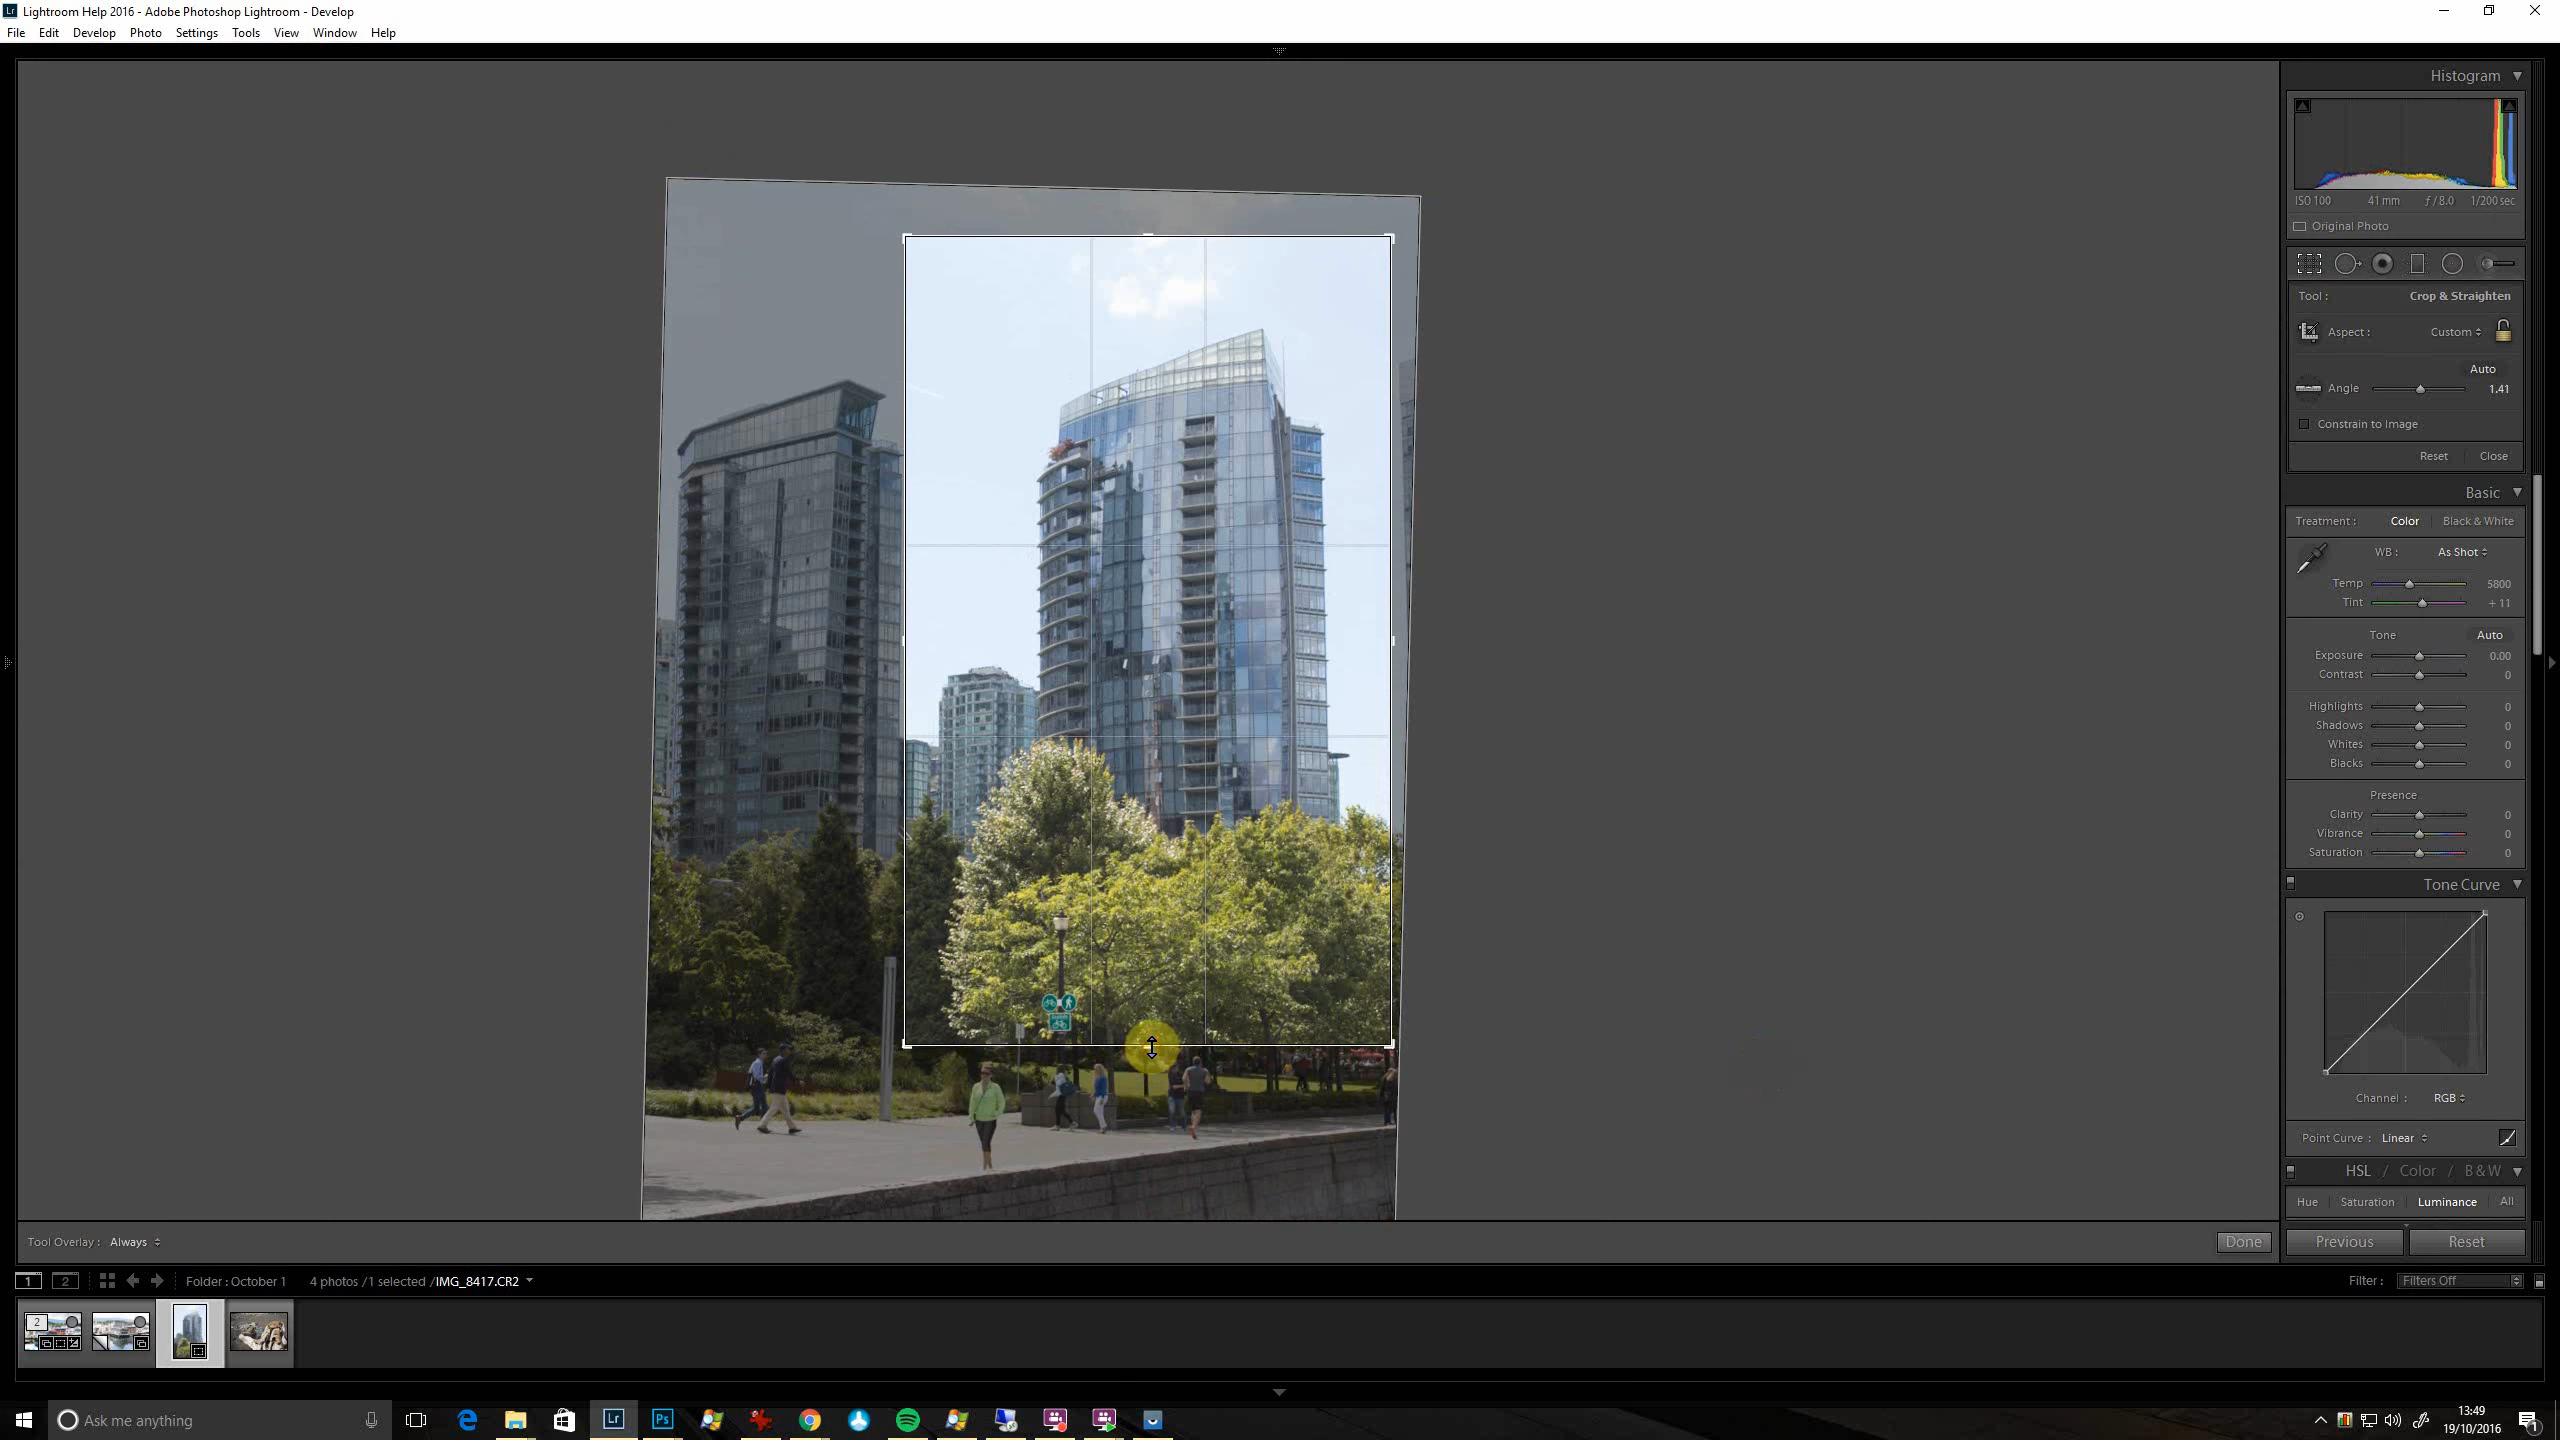 Lightroom Help 2016 - Adobe Photoshop Lightroom - Develop
File Edit Develop Photo Settings Tools View Window Help
Histogram
ISO 100 41 mm ƒ / 8.0 1/200 sec
Original Photo
Tool : Crop & Straighten
Aspect : Custom
Auto
Angle 1.41
Constrain to Image
Reset Close
Basic
Treatment : Color Black & White
WB : As Shot
Temp 5800
Tint + 11
Tone Auto
Exposure 0.00
Contrast 0
Highlights 0
Shadows 0
Whites 0
Blacks 0
Presence
Clarity 0
Vibrance 0
Saturation 0
Tone Curve
Channel : RGB
Point Curve : Linear
HSL / Color / B & W
Hue Saturation Luminance All
Tool Overlay : Always Done Previous Reset
1 2 Folder : October 1 4 photos / 1 selected / IMG_8417.CR2 Filter : Filters Off
2
Lr Ps
Ask me anything
13:49
19/10/2016
1